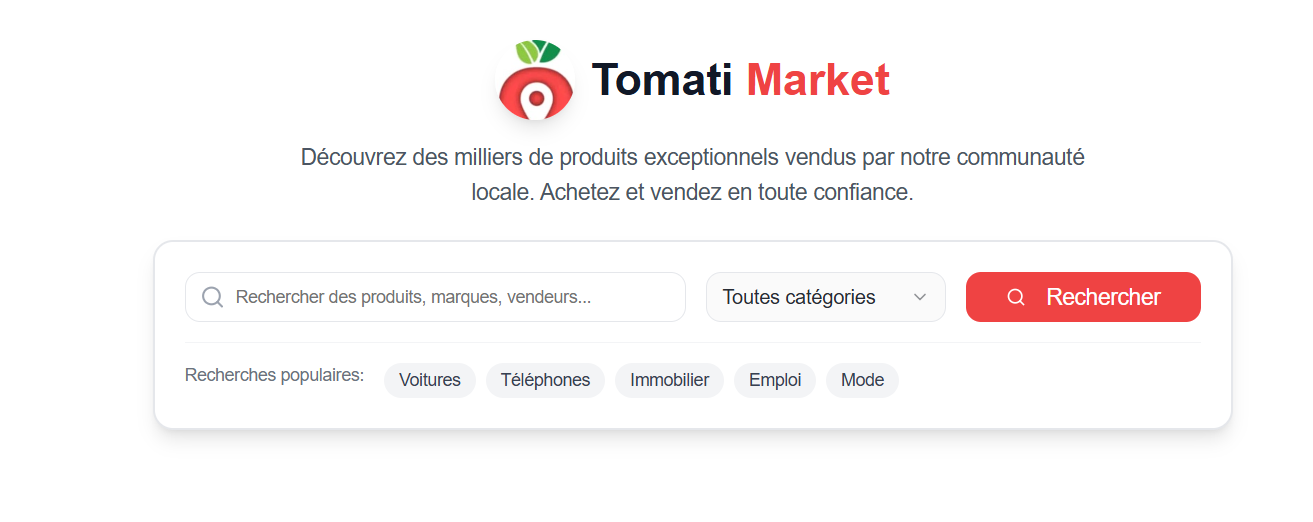 Tomati Market
Découvrez des milliers de produits exceptionnels vendus par notre communauté
locale. Achetez et vendez en toute confiance.
Rechercher des produits, marques, vendeurs...
Toutes catégories
Rechercher
Recherches populaires:
Voitures
Téléphones
Immobilier
Emploi
Mode